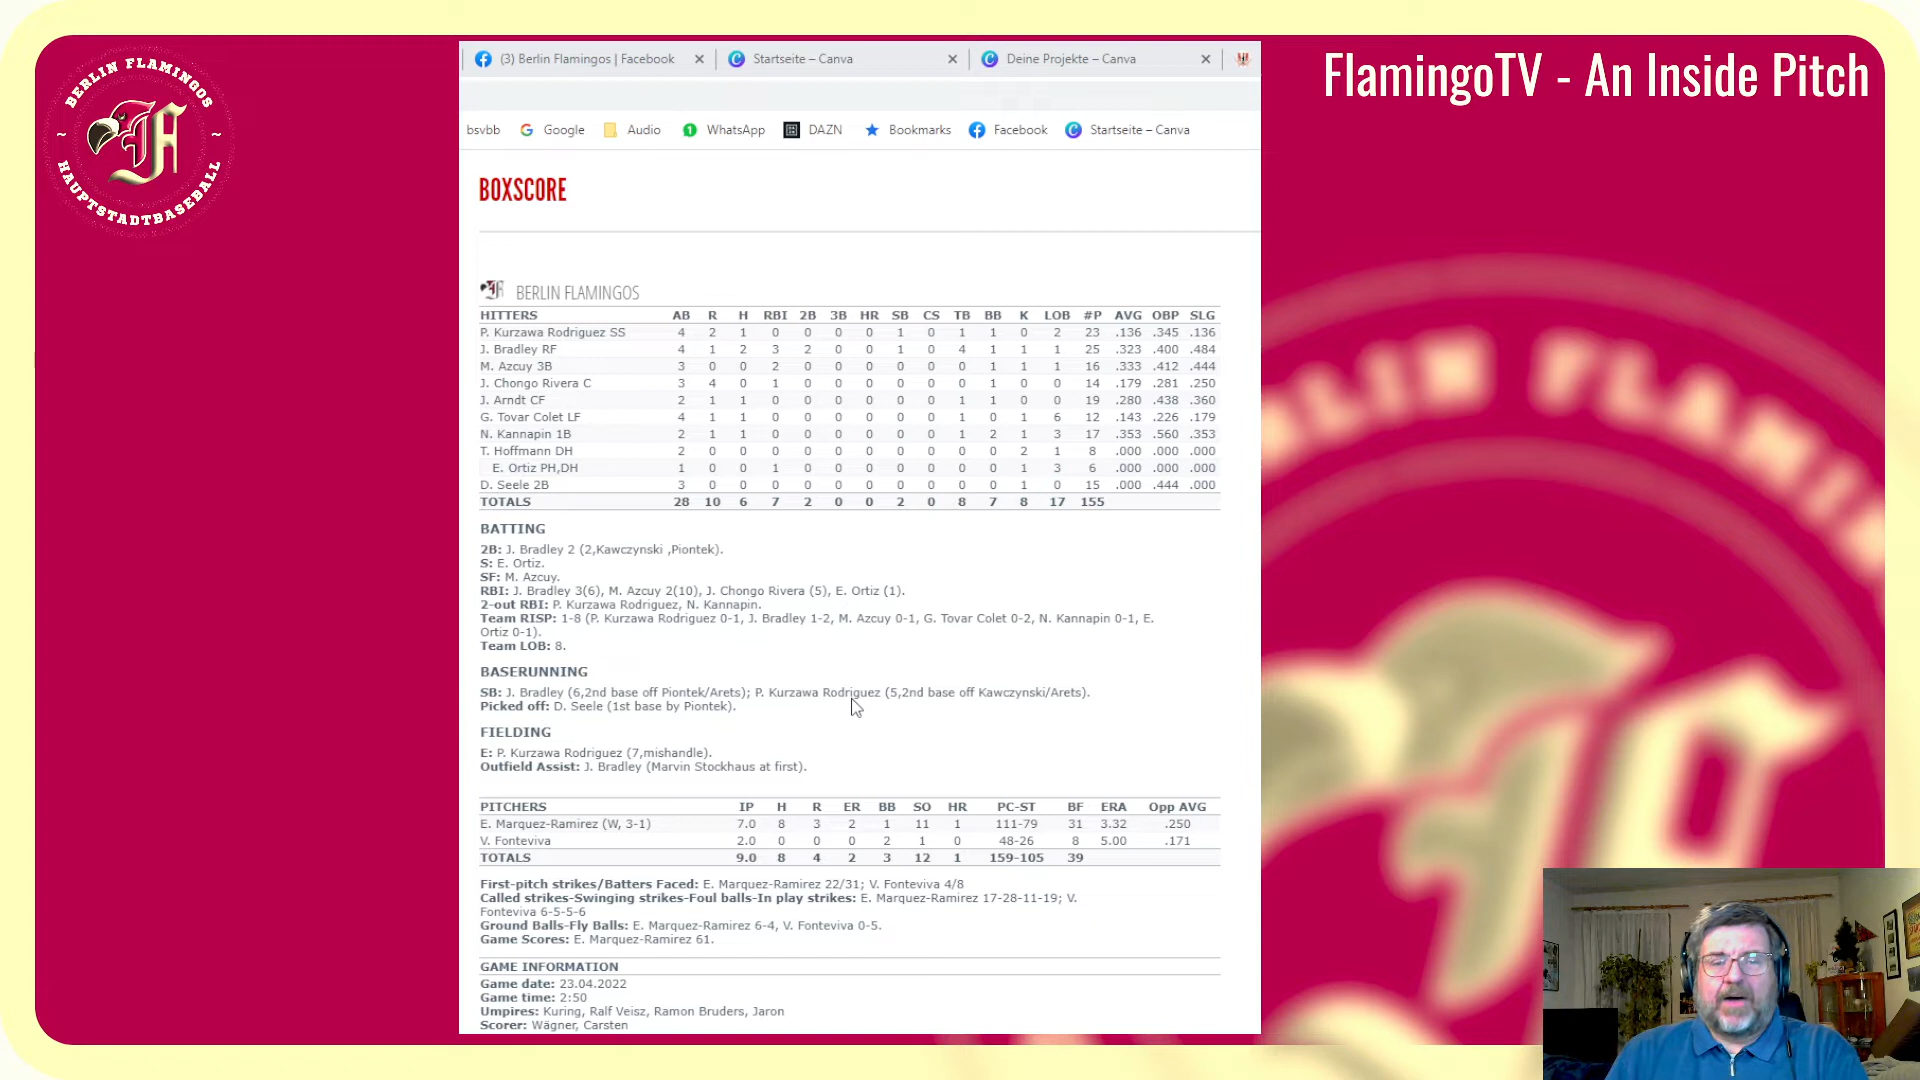 BERLIN FLAMINGOS
HAUPTSTADTBASEBALL
FlamingoTV - An Inside Pitch
(3) Berlin Flamingos | Facebook
Startseite – Canva
Deine Projekte – Canva
bsvbb Google Audio WhatsApp DAZN Bookmarks Facebook Startseite – Canva
BOXSCORE
BERLIN FLAMINGOS
HITTERS AB R H RBI 2B 3B HR SB CS TB BB K LOB #P AVG OBP SLG
P. Kurzawa Rodriguez SS 4 2 1 0 0 0 0 1 0 1 1 0 2 23 .136 .345 .136
J. Bradley RF 4 1 2 3 2 0 0 1 0 4 1 1 1 25 .323 .400 .484
M. Azcuy 3B 3 0 0 2 0 0 0 0 0 0 1 1 1 16 .333 .412 .444
J. Chongo Rivera C 3 4 0 1 0 0 0 0 0 0 1 0 0 14 .179 .281 .250
J. Arndt CF 2 1 1 0 0 0 0 0 0 1 1 0 0 19 .280 .438 .360
G. Tovar Colet LF 4 1 1 0 0 0 0 0 0 1 0 1 6 12 .143 .226 .179
N. Kannapin 1B 2 1 1 0 0 0 0 0 0 1 2 1 3 17 .353 .560 .353
T. Hoffmann DH 2 0 0 0 0 0 0 0 0 0 0 2 1 8 .000 .000 .000
E. Ortiz PH,DH 1 0 0 1 0 0 0 0 0 0 0 1 3 6 .000 .000 .000
D. Seele 2B 3 0 0 0 0 0 0 0 0 0 0 1 0 15 .000 .444 .000
TOTALS 28 10 6 7 2 0 0 2 0 8 7 8 17 155
BATTING
2B: J. Bradley 2 (2,Kawczynski ,Piontek).
S: E. Ortiz.
SF: M. Azcuy.
RBI: J. Bradley 3(6), M. Azcuy 2(10), J. Chongo Rivera (5), E. Ortiz (1).
2-out RBI: P. Kurzawa Rodriguez, N. Kannapin.
Team RISP: 1-8 (P. Kurzawa Rodriguez 0-1, J. Bradley 1-2, M. Azcuy 0-1, G. Tovar Colet 0-2, N. Kannapin 0-1, E.
Ortiz 0-1).
Team LOB: 8.
BASERUNNING
SB: J. Bradley (6,2nd base off Piontek/Arets); P. Kurzawa Rodriguez (5,2nd base off Kawczynski/Arets).
Picked off: D. Seele (1st base by Piontek).
FIELDING
E: P. Kurzawa Rodriguez (7,mishandle).
Outfield Assist: J. Bradley (Marvin Stockhaus at first).
PITCHERS IP H R ER BB SO HR PC-ST BF ERA Opp AVG
E. Marquez-Ramirez (W, 3-1) 7.0 8 3 2 1 11 1 111-79 31 3.32 .250
V. Fonteviva 2.0 0 0 0 2 1 0 48-26 8 5.00 .171
TOTALS 9.0 8 4 2 3 12 1 159-105 39
First-pitch strikes/Batters Faced: E. Marquez-Ramirez 22/31; V. Fonteviva 4/8
Called strikes-Swinging strikes-Foul balls-In play strikes: E. Marquez-Ramirez 17-28-11-19; V.
Fonteviva 6-5-5-6
Ground Balls-Fly Balls: E. Marquez-Ramirez 6-4, V. Fonteviva 0-5.
Game Scores: E. Marquez-Ramirez 61.
GAME INFORMATION
Game date: 23.04.2022
Game time: 2:50
Umpires: Kuring, Ralf Veisz, Ramon Bruders, Jaron
Scorer: Wägner, Carsten